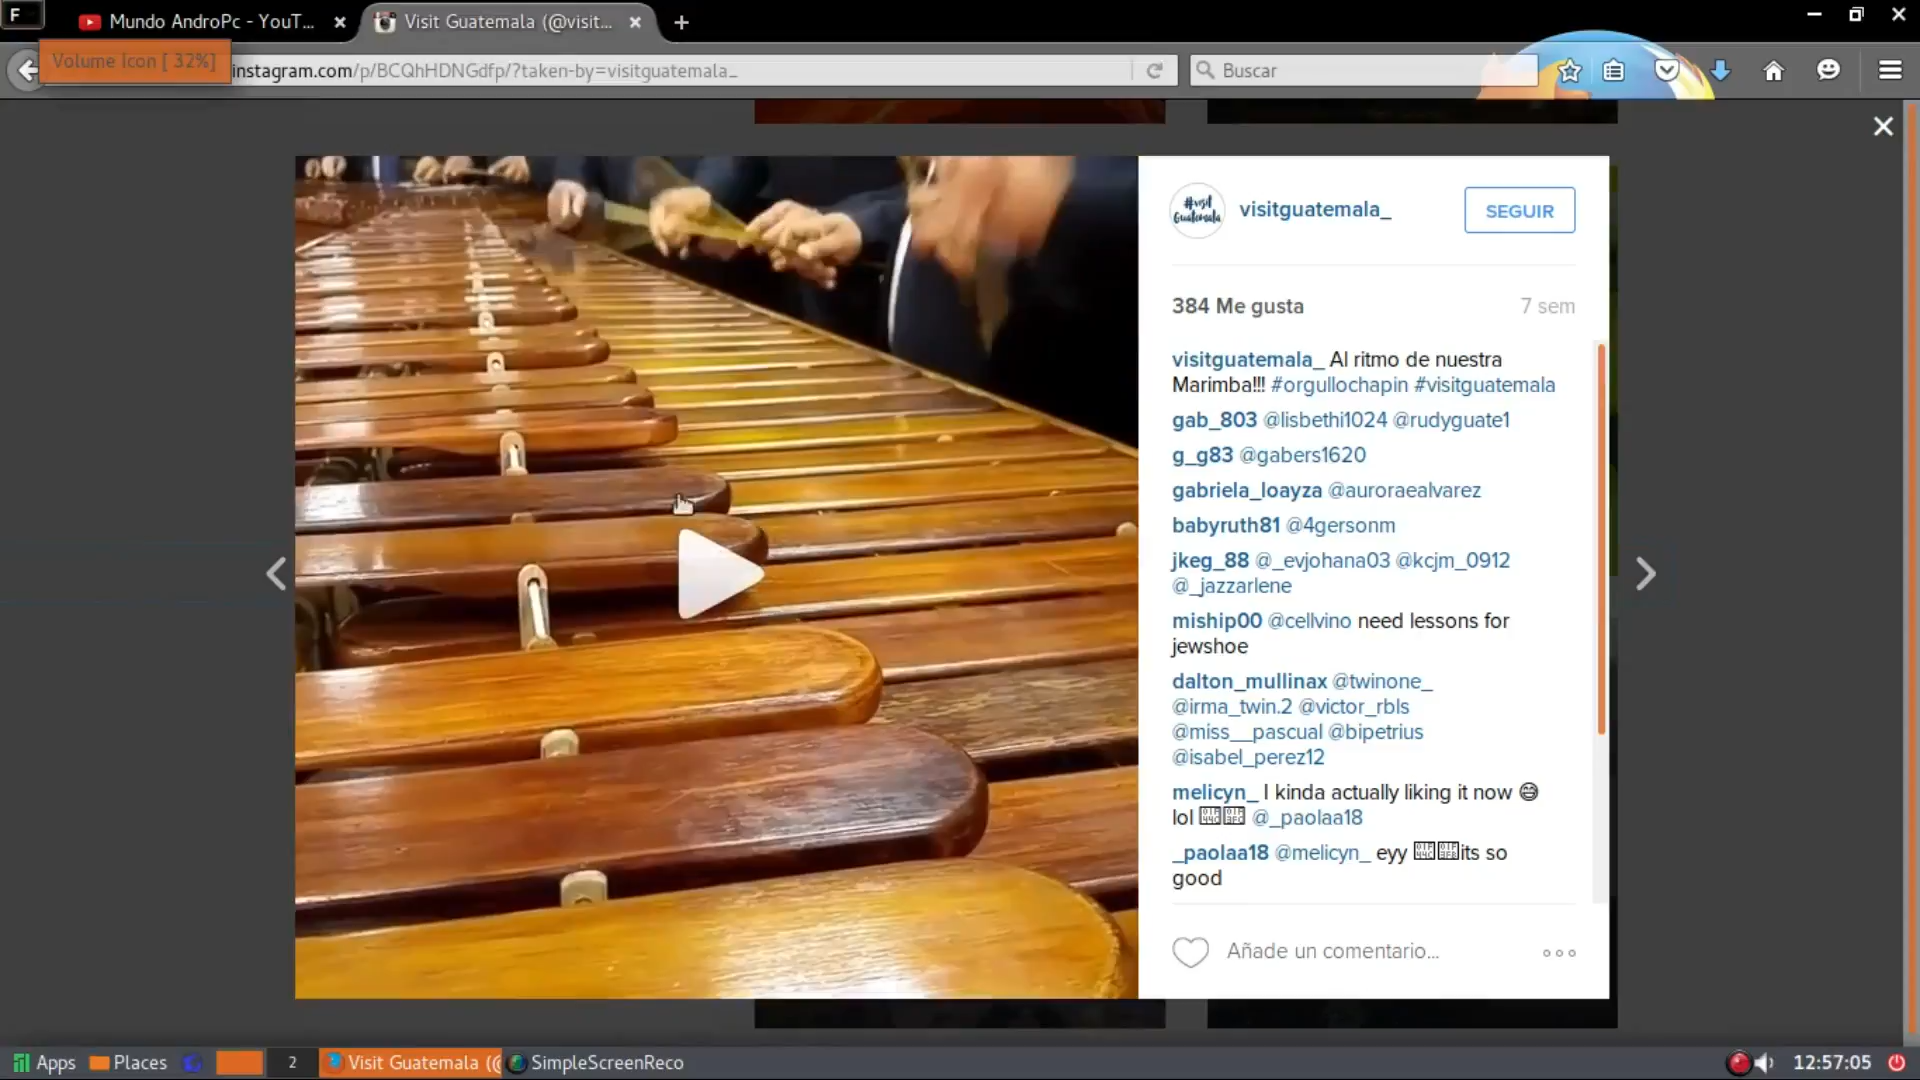 F
Mundo AndroPc - YouT...
Visit Guatemala (@visit...
Volume Icon [ 32%]
instagram.com/p/BCQhHDNGdfp/?taken-by=visitguatemala_
Buscar
#visit
Guatemala
visitguatemala_
SEGUIR
384 Me gusta
7 sem
visitguatemala_ Al ritmo de nuestra
Marimba!!! #orgullochapin #visitguatemala
gab_803 @lisbethi1024 @rudyguate1
g_g83 @gabers1620
gabriela_loayza @auroraealvarez
babyruth81 @4gersonm
jkeg_88 @_evjohana03 @kcjm_0912
@_jazzarlene
miship00 @cellvino need lessons for
jewshoe
dalton_mullinax @twinone_
@irma_twin.2 @victor_rbls
@miss__pascual @bipetrius
@isabel_perez12
melicyn_ I kinda actually liking it now 😅
lol @_paolaa18
_paolaa18 @melicyn_ eyy its so
good
Añade un comentario...
Apps
Places
2
Visit Guatemala (@
SimpleScreenReco
12:57:05